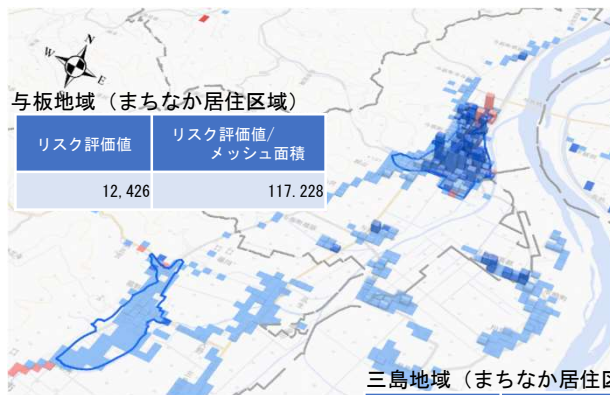 N
W
E
与板地域（まちなか居住区域）
リスク評価値
リスク評価値/
メッシュ面積
12,426
117.228
三島地域（まちなか居住区